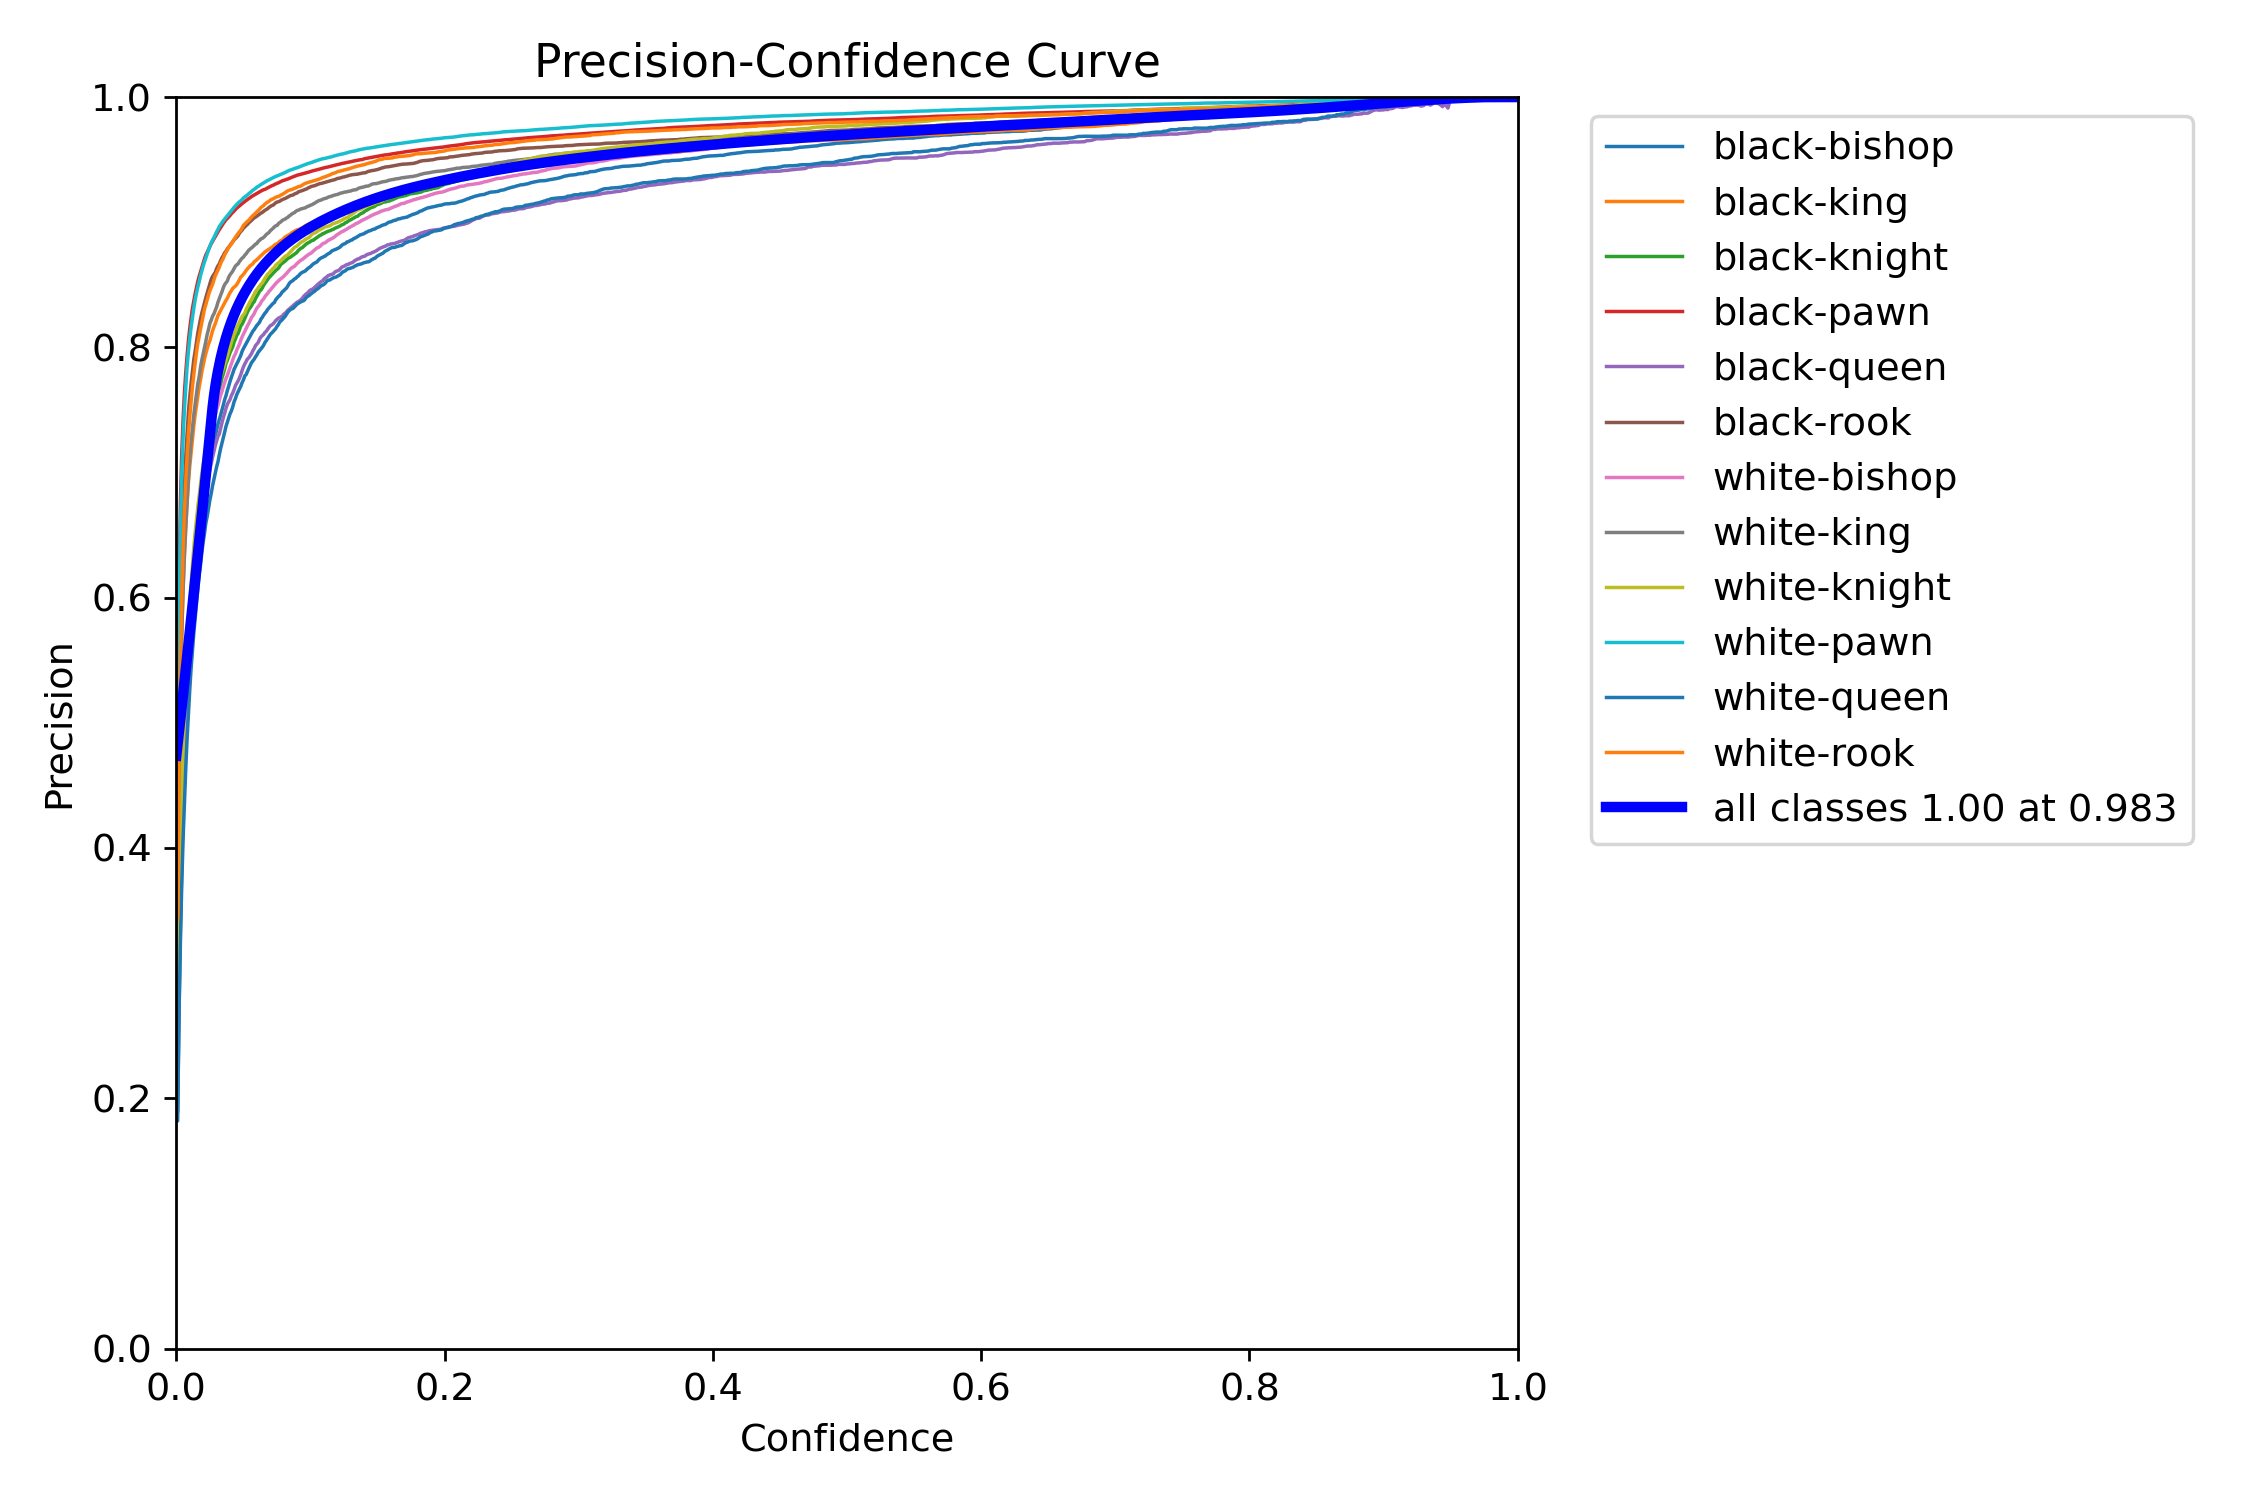 Precision-Confidence Curve
1.0
0.8
0.6
0.4
0.2
0.0
Precision
0.0 0.2 0.4 0.6 0.8 1.0
Confidence
black-bishop
black-king
black-knight
black-pawn
black-queen
black-rook
white-bishop
white-king
white-knight
white-pawn
white-queen
white-rook
all classes 1.00 at 0.983